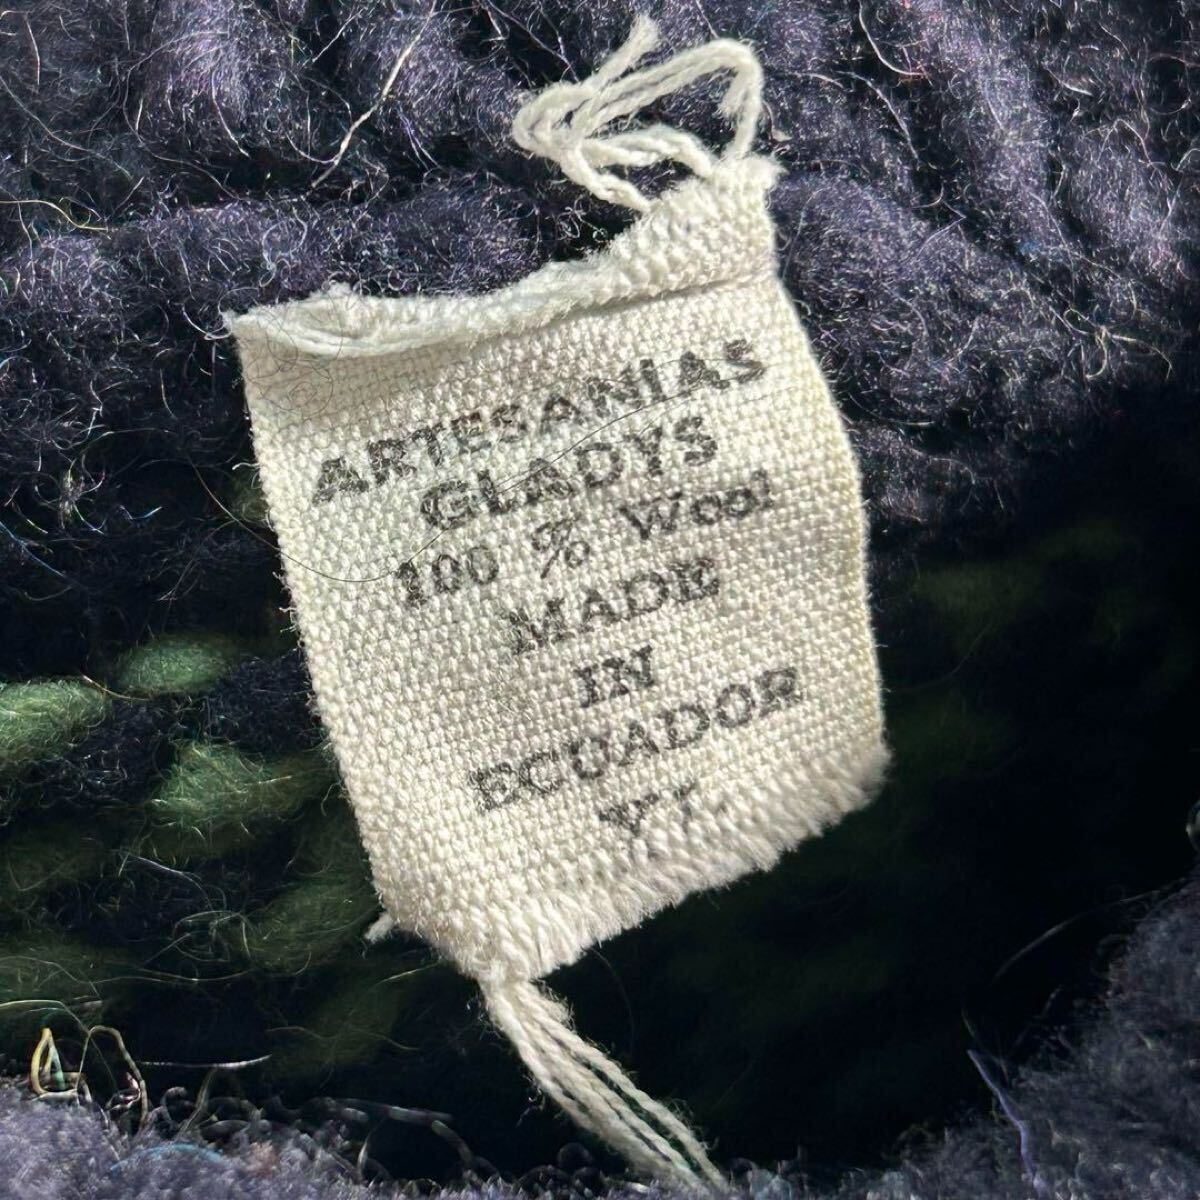 ARTESANIAS
GLADYS
100 % Wool
MADE
IN
ECUADOR